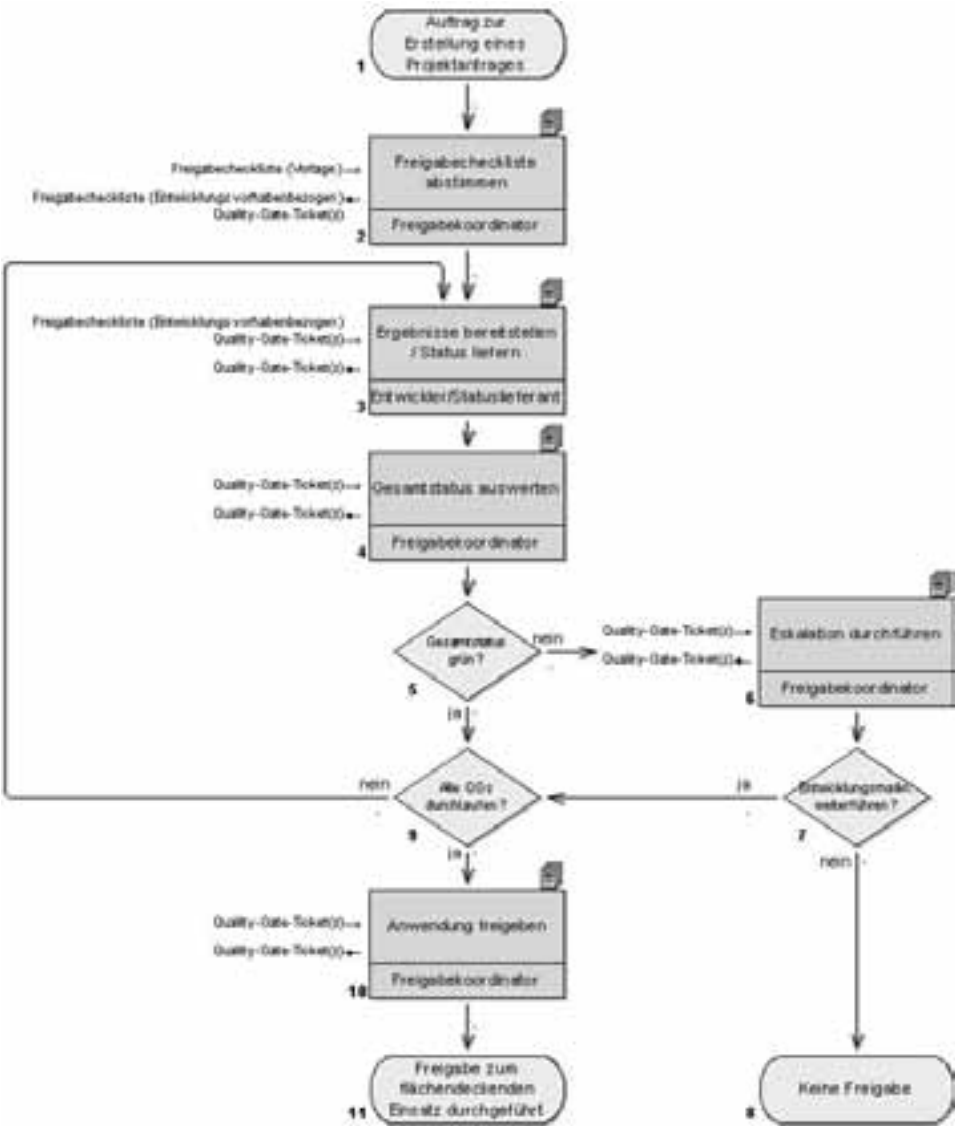 Auftrag zur
Erstellung eines
Projektantrages
1
Freigabecheckliste (Vorlage)
Freigabecheckliste (Entwicklungsvorhabenbezogen)
Quality-Gate-Ticket(s)
Freigabecheckliste
abstimmen
Freigabekoordinator
2
Freigabecheckliste (Entwicklungsvorhabenbezogen)
Quality-Gate-Ticket(s)
Quality-Gate-Ticket(s)
Ergebnisse bereitstellen
/ Status liefern
Entwickler/Statuslieferant
3
Quality-Gate-Ticket(s)
Quality-Gate-Ticket(s)
Gesamtstatus auswerten
Freigabekoordinator
4
Gesamtstatus
grün?
5
nein
ja
Quality-Gate-Ticket(s)
Quality-Gate-Ticket(s)
Eskalation durchführen
Freigabekoordinator
6
weiterführen?
7
ja
nein
Alle QGs
durchlaufen?
9
nein
ja
Quality-Gate-Ticket(s)
Quality-Gate-Ticket(s)
Anwendung freigeben
Freigabekoordinator
10
Freigabe zum
flächendeckenden
Einsatz durchgeführt
11
Keine Freigabe
8